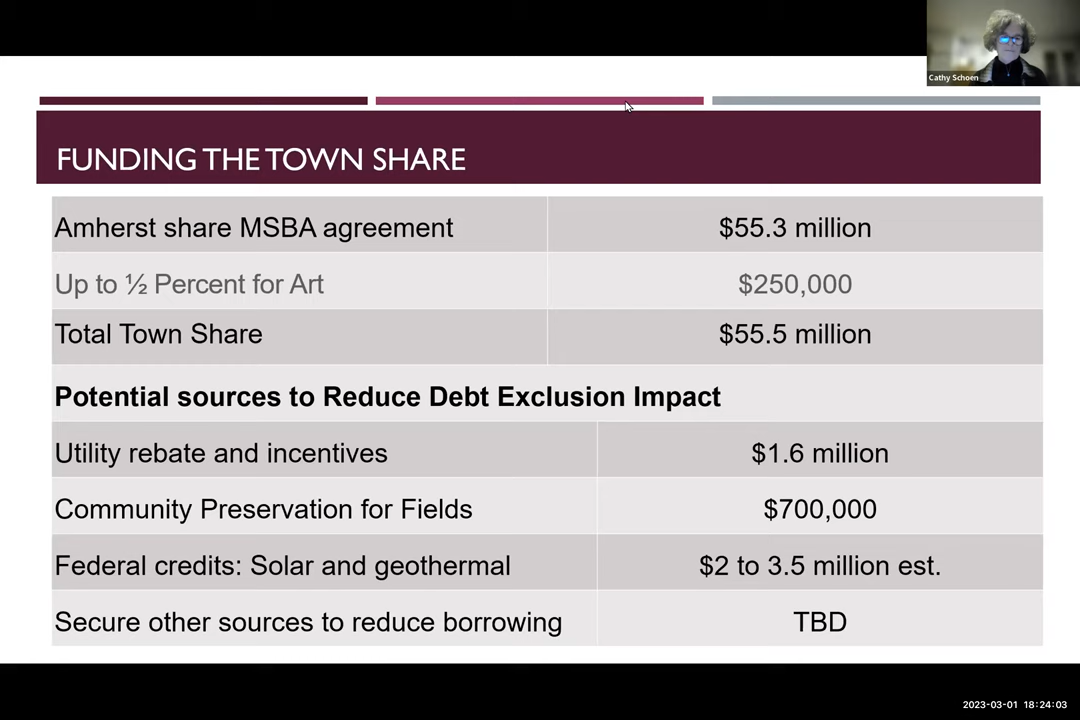 Cathy Schoen
FUNDING THE TOWN SHARE
Amherst share MSBA agreement $55.3 million
Up to ½ Percent for Art $250,000
Total Town Share $55.5 million
Potential sources to Reduce Debt Exclusion Impact
Utility rebate and incentives $1.6 million
Community Preservation for Fields $700,000
Federal credits: Solar and geothermal $2 to 3.5 million est.
Secure other sources to reduce borrowing TBD
2023-03-01 18:24:03